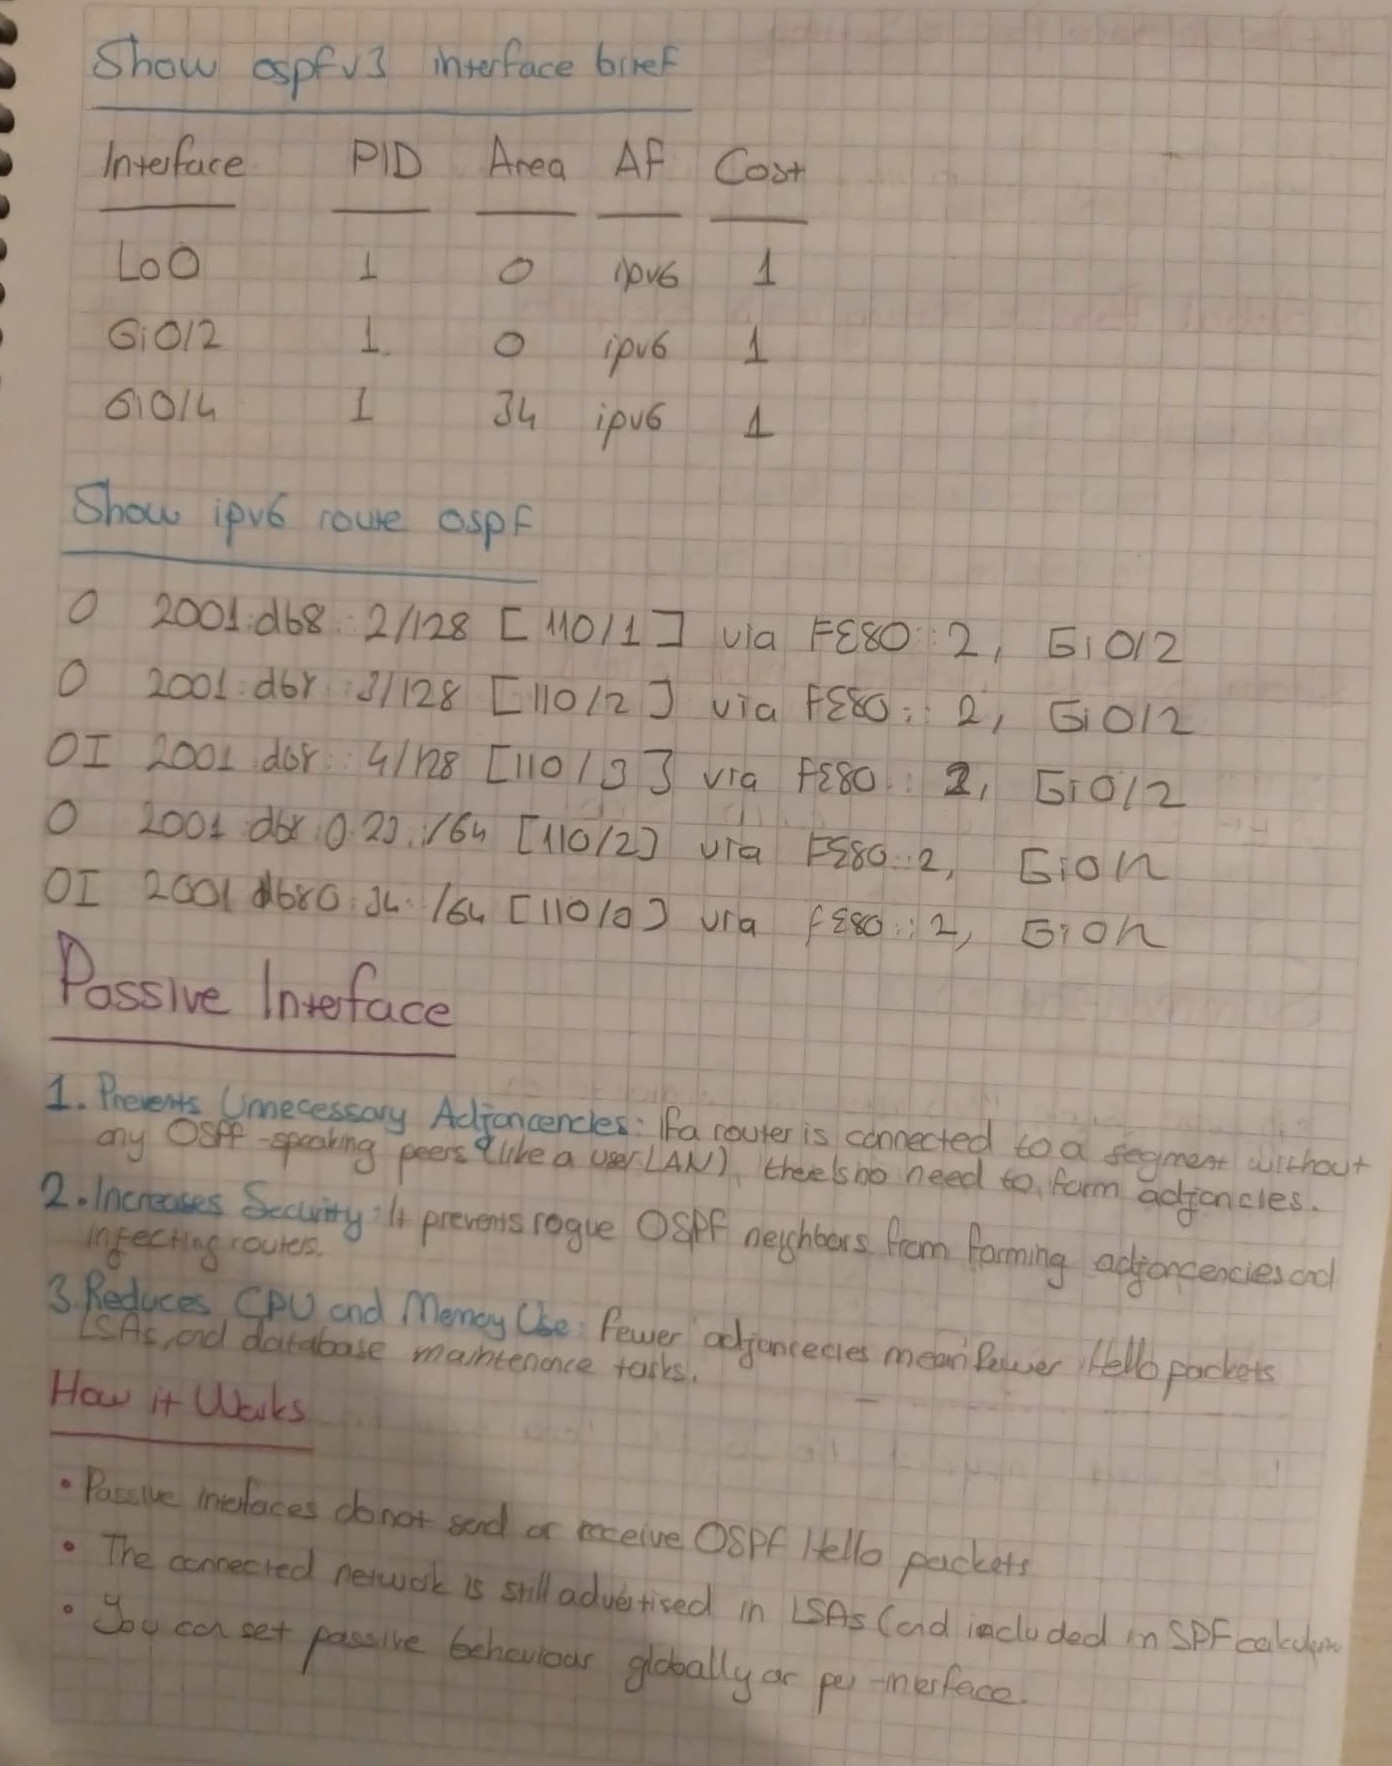 Show ospfv3 interface brief
Interface PID Area AF Cost
Lo0 1 0 ipv6 1
Gi0/2 1 0 ipv6 1
Gi0/4 1 34 ipv6 1
Show ipv6 route ospf
O 2001:db8::2/128 [110/1] via FE80::2, Gi0/2
O 2001:db8::3/128 [110/2] via FE80::2, Gi0/2
OI 2001:db8::4/128 [110/3] via FE80::2, Gi0/2
O 2001:db8:0:23::/64 [110/2] via FE80::2, Gi0/2
OI 2001:db8:0:34::/64 [110/3] via FE80::2, Gi0/2
Passive Interface
1. Prevents Unnecessary Adjancencies: If a router is connected to a segment without
any OSPF-speaking peers (like a user LAN), there's no need to form adjancies.
2. Increases Security: It prevents rogue OSPF neighbors from forming adjancencies and
infecting routers.
3. Reduces CPU and Memory Use: Fewer adjancecies mean fewer Hello packets
LSAs, and database maintenance tasks.
How it Works
• Passive interfaces do not send or receive OSPF Hello packets
• The connected network is still advertised in LSAs (and included in SPF
• You can set passive behaviour globally or per-interface.